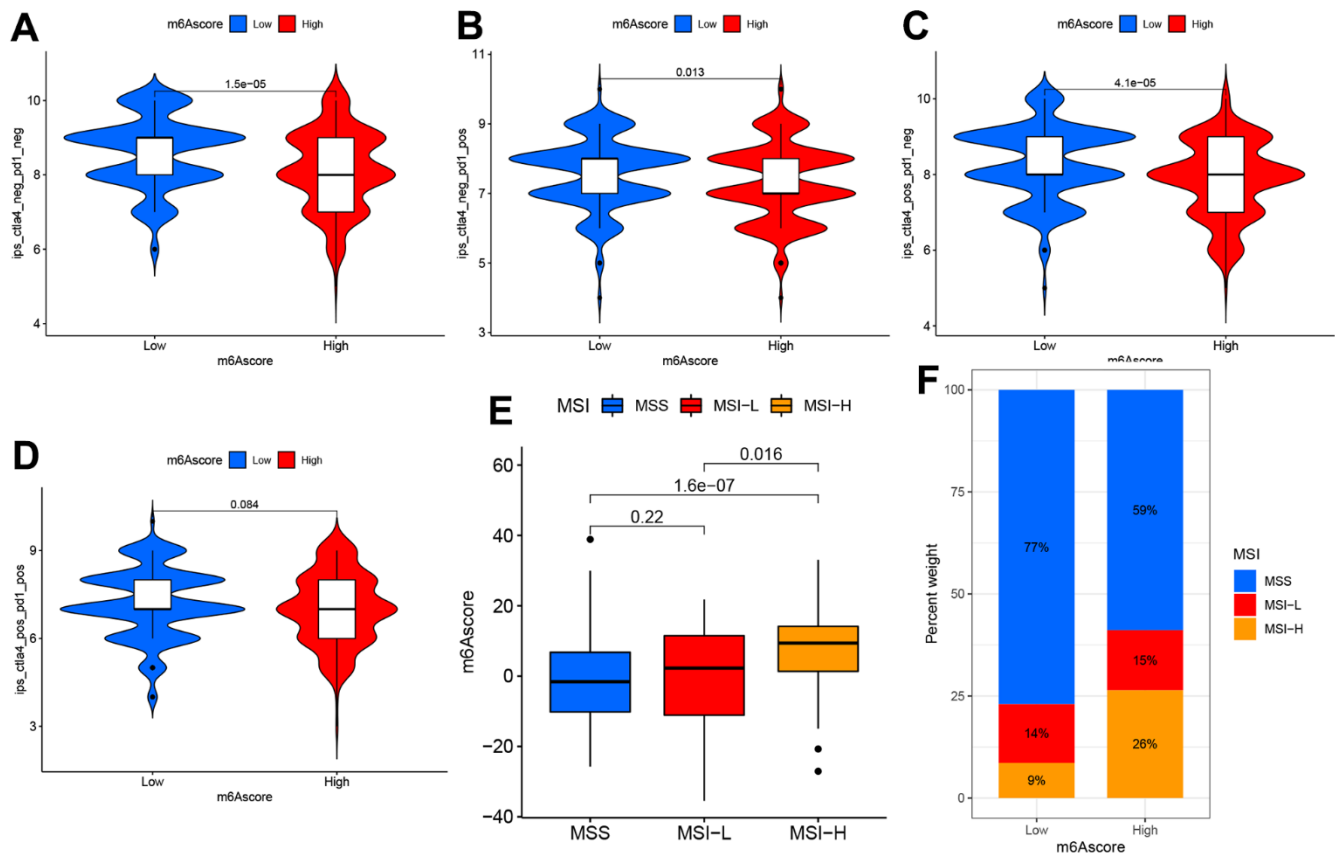 A
m6Ascore Low High
ips_ctla4_neg_pd1_neg
10
8
6
4
1.5e−05
Low High
m6Ascore
B
m6Ascore Low High
ips_ctla4_neg_pd1_pos
11
9
7
5
3
0.013
Low High
m6Ascore
C
m6Ascore Low High
ips_ctla4_pos_pd1_neg
10
8
6
4
4.1e−05
Low High
m6Ascore
D
m6Ascore Low High
ips_ctla4_pos_pd1_pos
9
6
3
0.084
Low High
m6Ascore
E
MSI MSS MSI−L MSI−H
m6Ascore
60
40
20
0
−20
−40
0.016
1.6e−07
0.22
MSS MSI−L MSI−H
F
Percent weight
100
75
50
25
0
77%
14%
9%
59%
15%
26%
Low High
m6Ascore
MSI
MSS
MSI−L
MSI−H